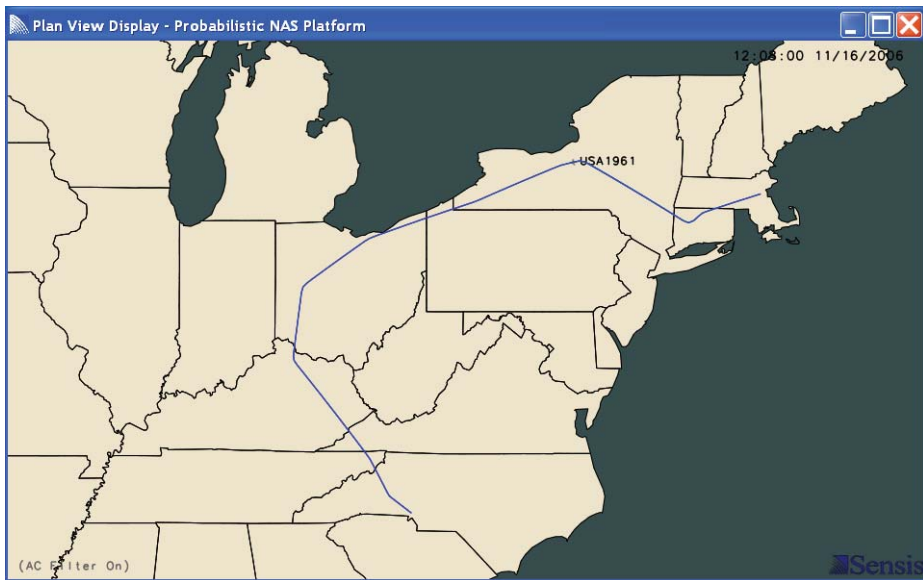 Plan View Display - Probabilistic NAS Platform
12:08:00 11/16/2006
USA1961
(AC Filter On)
Sensis